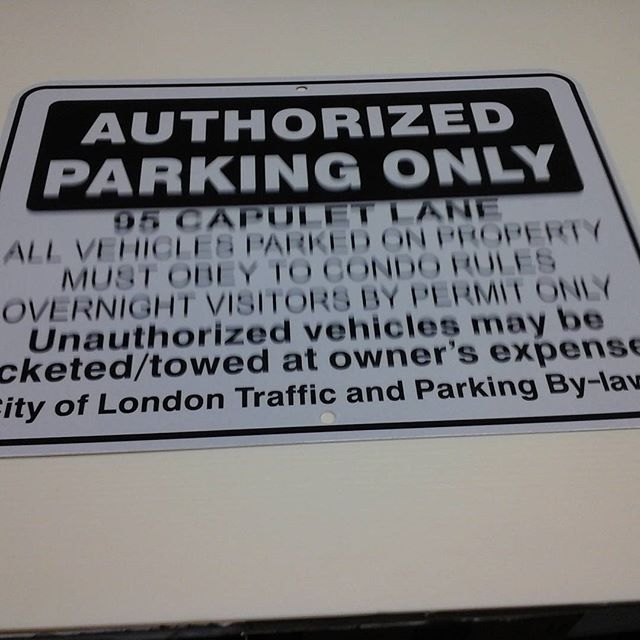 AUTHORIZED
PARKING ONLY
95 CAPULET LANE
ALL VEHICLES PARKED ON PROPERTY
MUST OBEY TO CONDO RULES
OVERNIGHT VISITORS BY PERMIT ONLY
Unauthorized vehicles may be
cketed/towed at owner's expense
City of London Traffic and Parking By-law